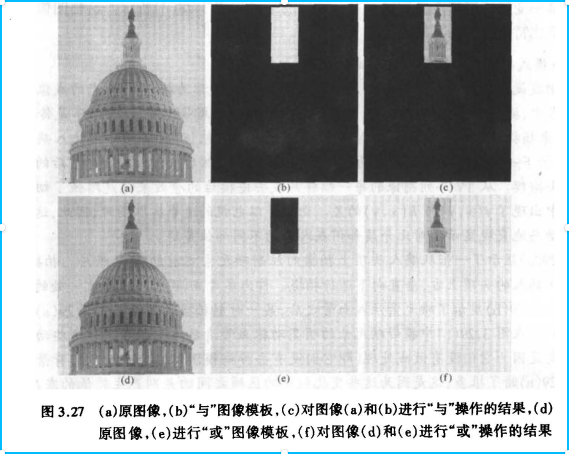 (a) (b) (c)
(d) (e) (f)
图 3.27 (a)原图像,(b)“与”图像模板,(c)对图像(a)和(b)进行“与”操作的结果,(d)
原图像,(e)进行“或”图像模板,(f)对图像(d)和(e)进行“或”操作的结果